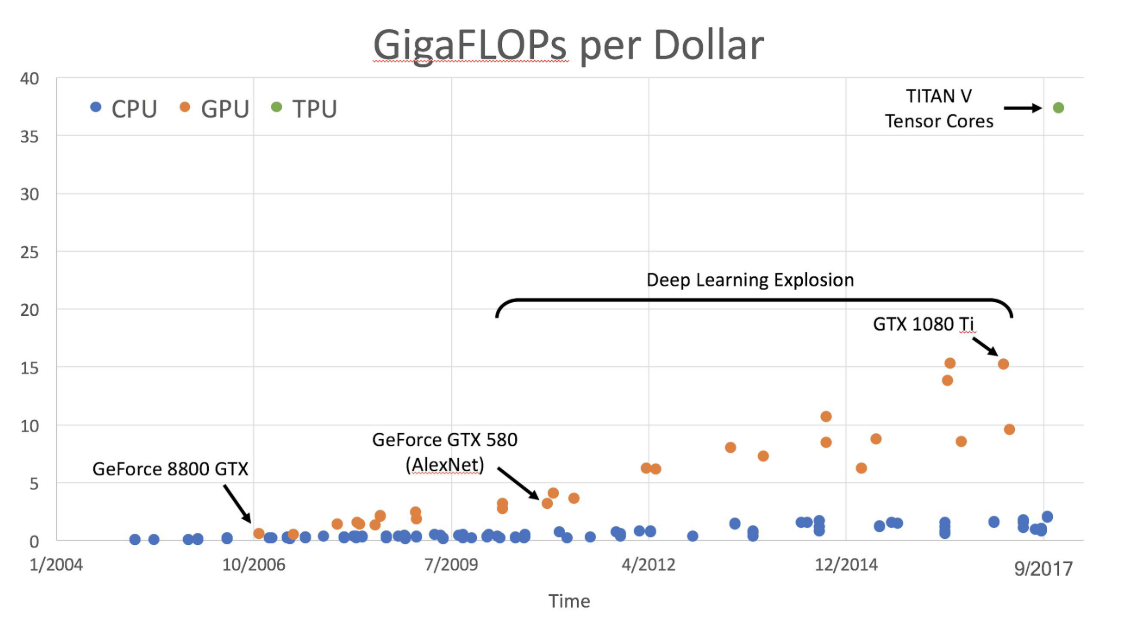 GigaFLOPs per Dollar
40
35
30
25
20
15
10
5
0
CPU GPU TPU
TITAN V
Tensor Cores
Deep Learning Explosion
GTX 1080 Ti
GeForce GTX 580
(AlexNet)
GeForce 8800 GTX
1/2004 10/2006 7/2009 4/2012 12/2014 9/2017
Time